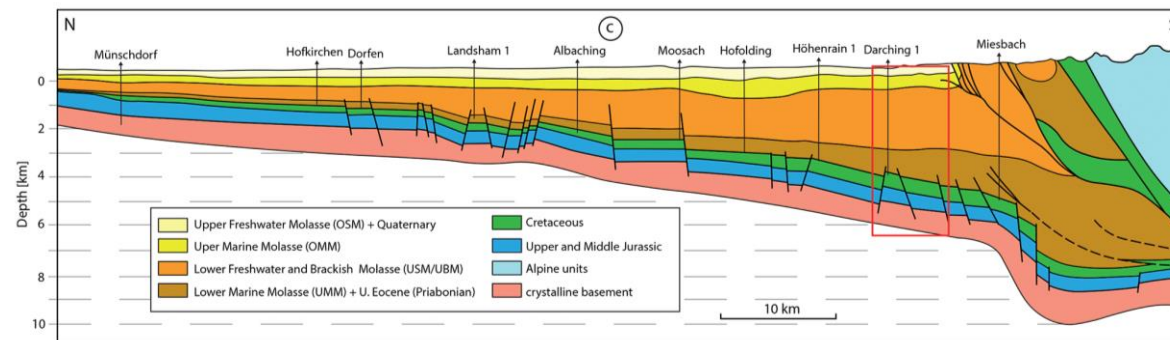 N
C
S
Münschdorf
Hofkirchen
Dorfen
Landsham 1
Albaching
Moosach
Hofolding
Höhenrain 1
Darching 1
Miesbach
Depth [km]
0
2
4
6
8
10
Upper Freshwater Molasse (OSM) + Quaternary
Uper Marine Molasse (OMM)
Lower Freshwater and Brackish Molasse (USM/UBM)
Lower Marine Molasse (UMM) + U. Eocene (Priabonian)
Cretaceous
Upper and Middle Jurassic
Alpine units
crystalline basement
10 km